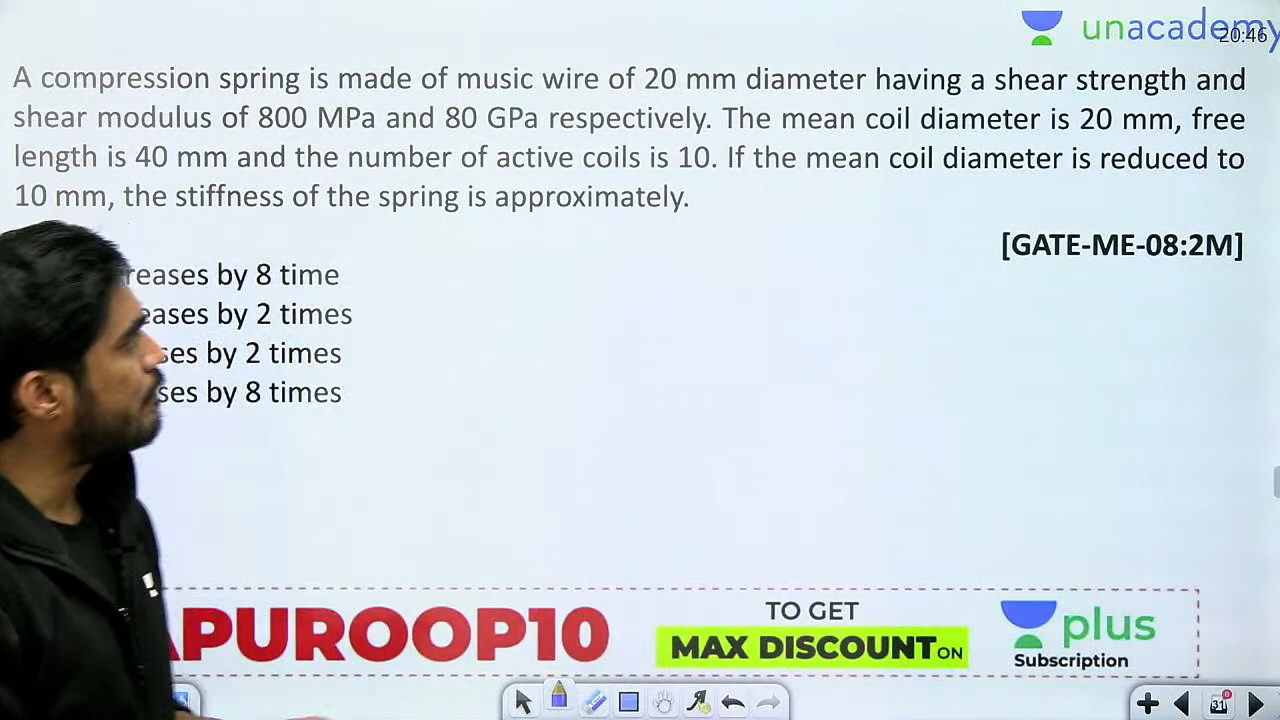 unacademy
20:46
A compression spring is made of music wire of 20 mm diameter having a shear strength and
shear modulus of 800 MPa and 80 GPa respectively. The mean coil diameter is 20 mm, free
length is 40 mm and the number of active coils is 10. If the mean coil diameter is reduced to
10 mm, the stiffness of the spring is approximately.
[GATE-ME-08:2M]
by 8 time
by 2 times
by 2 times
by 8 times
APUROOP10
TO GET
MAX DISCOUNT ON
plus
Subscription
31
0